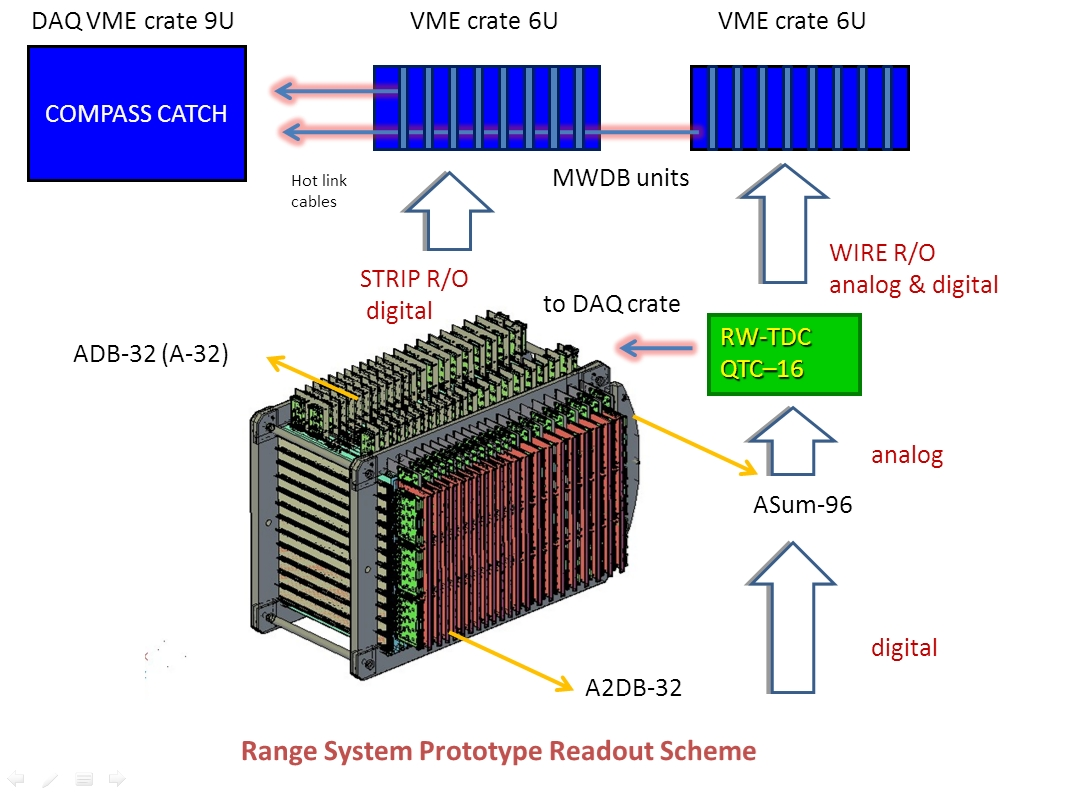 DAQ VME crate 9U
VME crate 6U
VME crate 6U
COMPASS CATCH
Hot link
cables
MWDB units
STRIP R/O
digital
WIRE R/O
analog & digital
to DAQ crate
RW-TDC
QTC–16
ADB-32 (A-32)
analog
ASum-96
digital
A2DB-32
Range System Prototype Readout Scheme